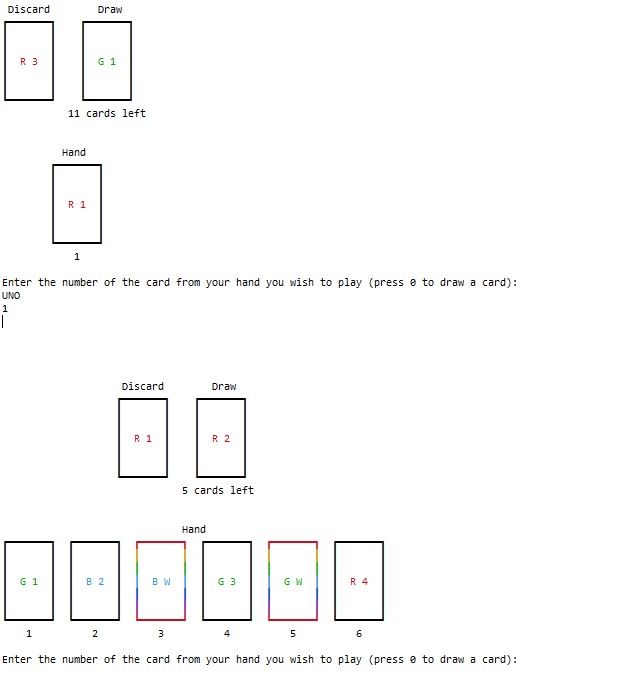 Discard Draw
R 3 G 1
11 cards left
Hand
R 1
1
Enter the number of the card from your hand you wish to play (press 0 to draw a card):
UNO
1
Discard Draw
R 1 R 2
5 cards left
Hand
G 1 B 2 B W G 3 G W R 4
1 2 3 4 5 6
Enter the number of the card from your hand you wish to play (press 0 to draw a card):